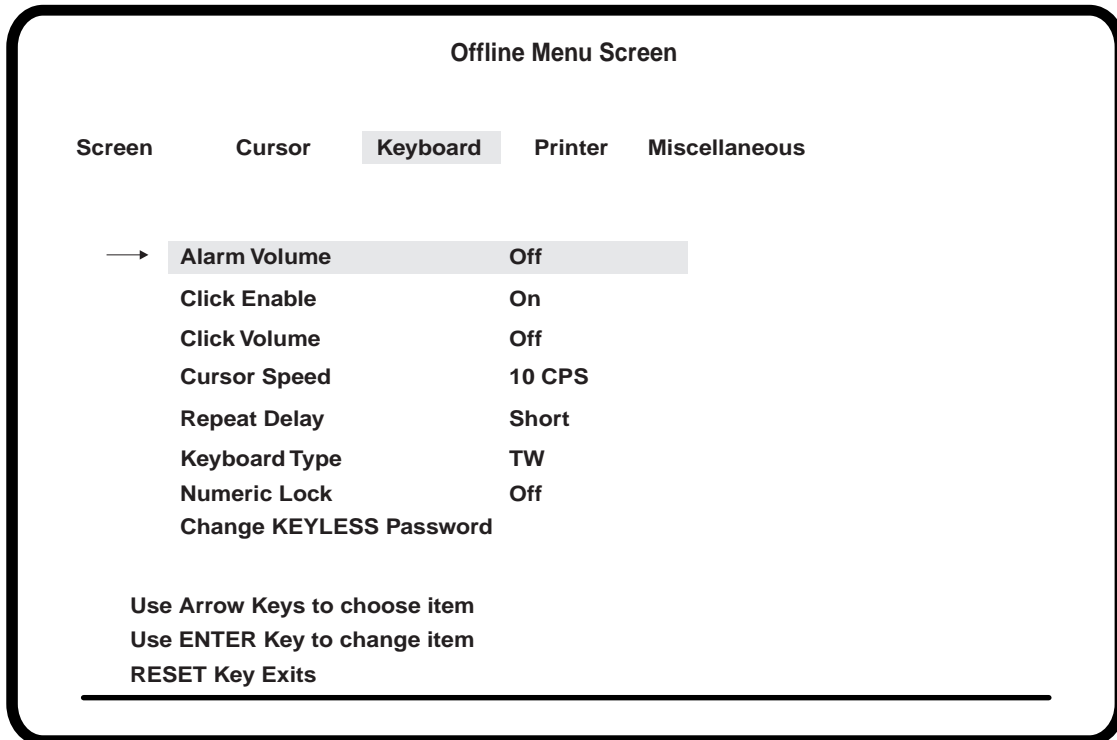 Offline Menu Screen
Screen Cursor Keyboard Printer Miscellaneous
Alarm Volume Off
Click Enable On
Click Volume Off
Cursor Speed 10 CPS
Repeat Delay Short
Keyboard Type TW
Numeric Lock Off
Change KEYLESS Password
Use Arrow Keys to choose item
Use ENTER Key to change item
RESET Key Exits